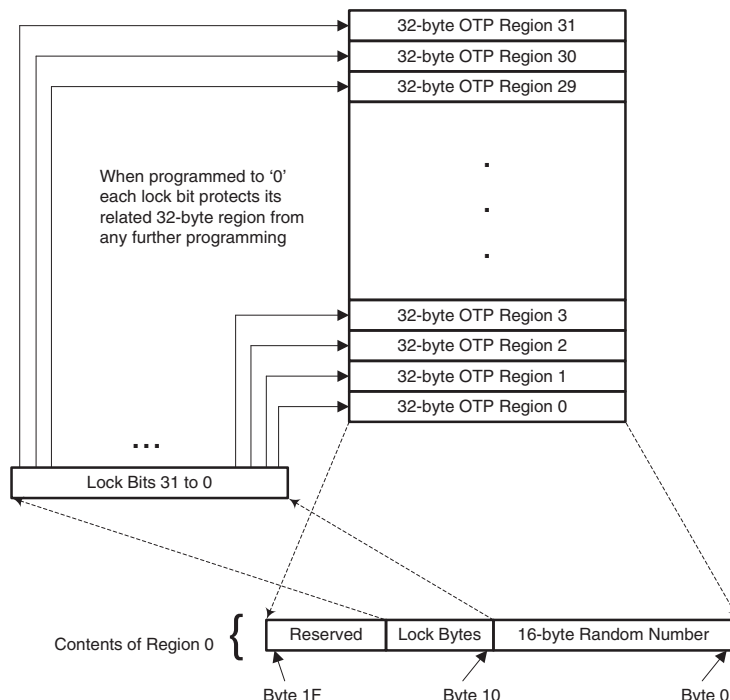 32-byte OTP Region 31
32-byte OTP Region 30
32-byte OTP Region 29
When programmed to ‘0’
each lock bit protects its
related 32-byte region from
any further programming
.
.
.
32-byte OTP Region 3
32-byte OTP Region 2
32-byte OTP Region 1
32-byte OTP Region 0
...
Lock Bits 31 to 0
Contents of Region 0 {
Reserved
Lock Bytes
16-byte Random Number
Byte 1F
Byte 10
Byte 0